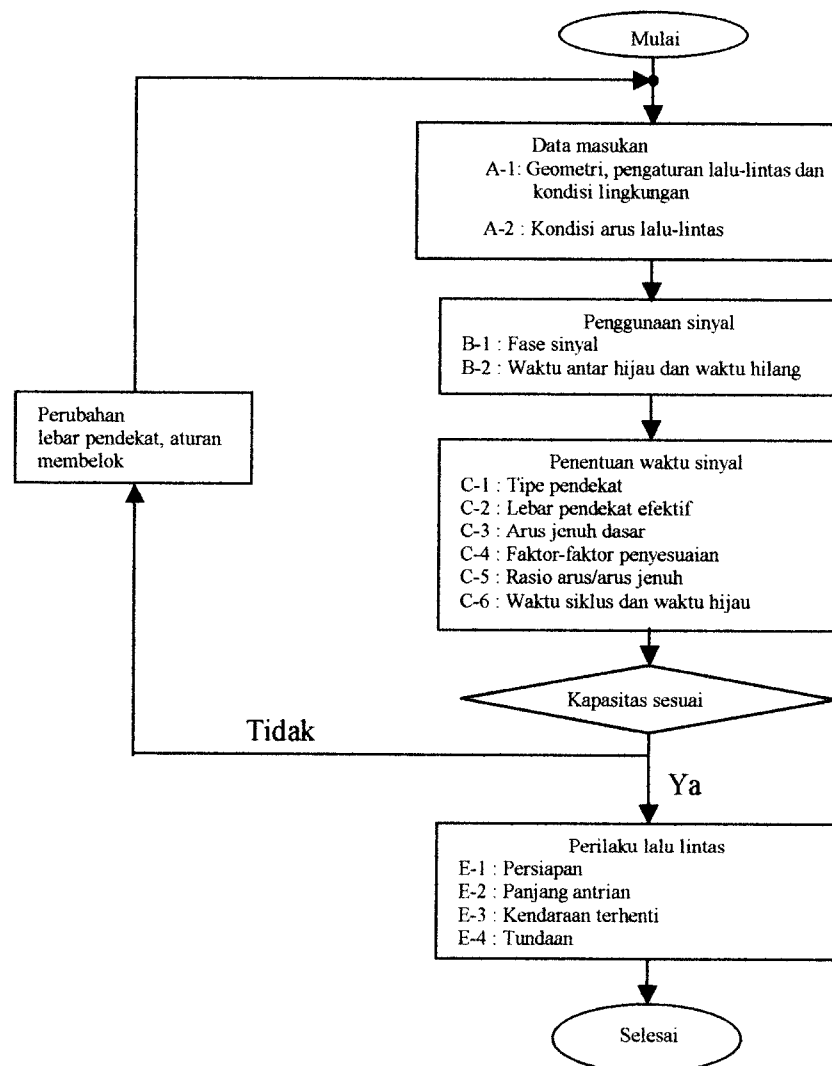 Mulai
Data masukan
A-1: Geometri, pengaturan lalu-lintas dan
kondisi lingkungan
A-2 : Kondisi arus lalu-lintas
Penggunaan sinyal
B-1 : Fase sinyal
B-2 : Waktu antar hijau dan waktu hilang
Perubahan
lebar pendekat, aturan
membelok
Penentuan waktu sinyal
C-1 : Tipe pendekat
C-2 : Lebar pendekat efektif
C-3 : Arus jenuh dasar
C-4 : Faktor-faktor penyesuaian
C-5 : Rasio arus/arus jenuh
C-6 : Waktu siklus dan waktu hijau
Kapasitas sesuai
Tidak
Ya
Perilaku lalu lintas
E-1 : Persiapan
E-2 : Panjang antrian
E-3 : Kendaraan terhenti
E-4 : Tundaan
Selesai